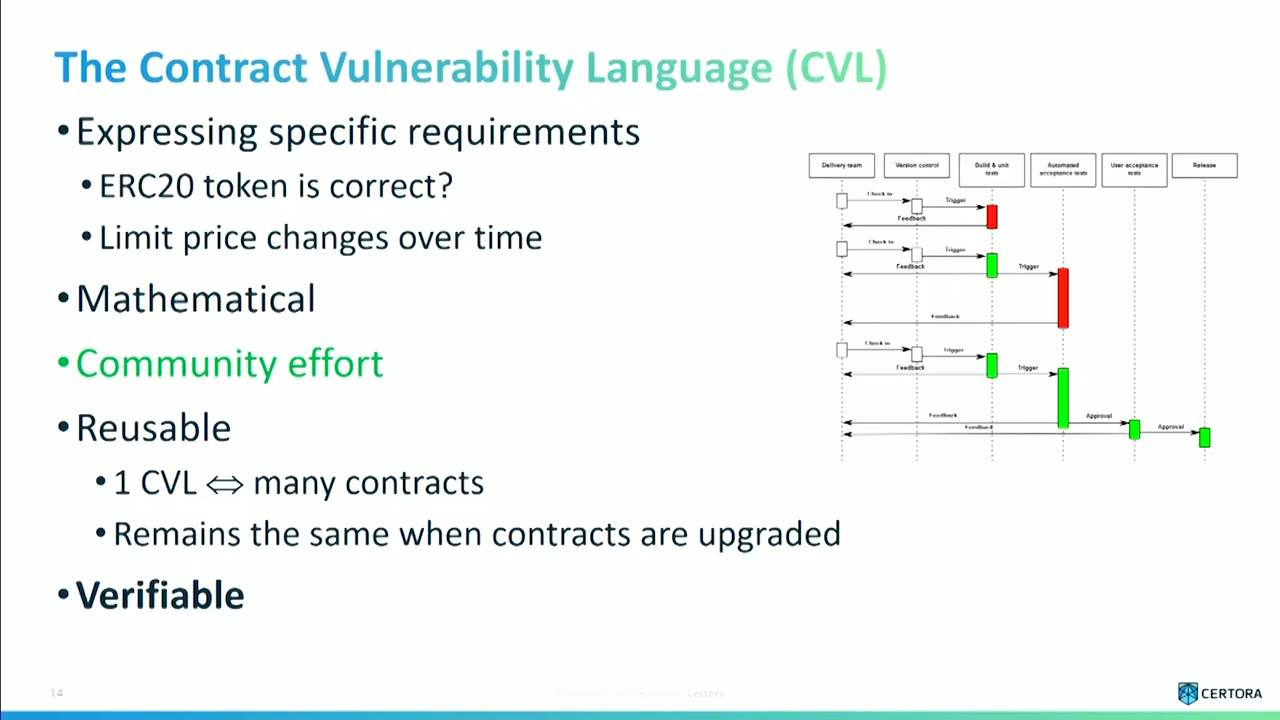 The Contract Vulnerability Language (CVL)
•Expressing specific requirements
•ERC20 token is correct?
•Limit price changes over time
•Mathematical
•Community effort
•Reusable
•1 CVL ⇔ many contracts
•Remains the same when contracts are upgraded
•Verifiable
Delivery team
Version control
Build & unit
tests
Automated
acceptance tests
User acceptance
tests
Release
Check in
Trigger
Feedback
Check in
Trigger
Feedback
Trigger
Feedback
Check in
Trigger
Feedback
Trigger
Feedback
Approval
Feedback
Approval
14
Certora
CERTORA